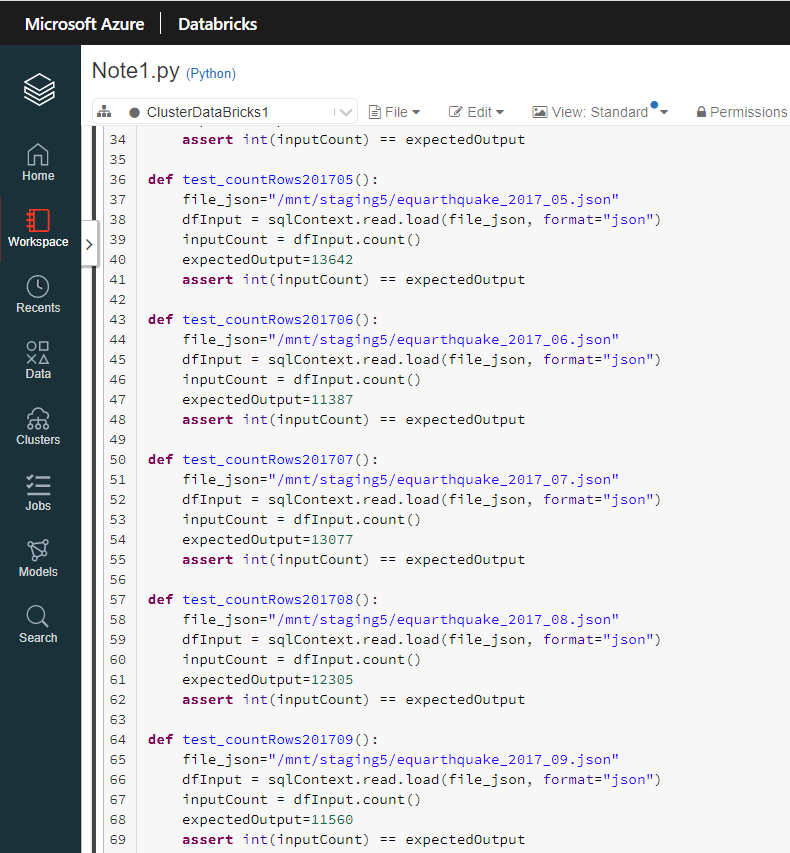 Microsoft Azure | Databricks
Note1.py (Python)
ClusterDataBricks1 File Edit View: Standard Permissions
Home
Workspace
Recents
Data
Clusters
Jobs
Models
Search
34 assert int(inputCount) == expectedOutput
35
36 def test_countRows201705():
37 file_json="/mnt/staging5/equarthquake_2017_05.json"
38 dfInput = sqlContext.read.load(file_json, format="json")
39 inputCount = dfInput.count()
40 expectedOutput=13642
41 assert int(inputCount) == expectedOutput
42
43 def test_countRows201706():
44 file_json="/mnt/staging5/equarthquake_2017_06.json"
45 dfInput = sqlContext.read.load(file_json, format="json")
46 inputCount = dfInput.count()
47 expectedOutput=11387
48 assert int(inputCount) == expectedOutput
49
50 def test_countRows201707():
51 file_json="/mnt/staging5/equarthquake_2017_07.json"
52 dfInput = sqlContext.read.load(file_json, format="json")
53 inputCount = dfInput.count()
54 expectedOutput=13077
55 assert int(inputCount) == expectedOutput
56
57 def test_countRows201708():
58 file_json="/mnt/staging5/equarthquake_2017_08.json"
59 dfInput = sqlContext.read.load(file_json, format="json")
60 inputCount = dfInput.count()
61 expectedOutput=12305
62 assert int(inputCount) == expectedOutput
63
64 def test_countRows201709():
65 file_json="/mnt/staging5/equarthquake_2017_09.json"
66 dfInput = sqlContext.read.load(file_json, format="json")
67 inputCount = dfInput.count()
68 expectedOutput=11560
69 assert int(inputCount) == expectedOutput